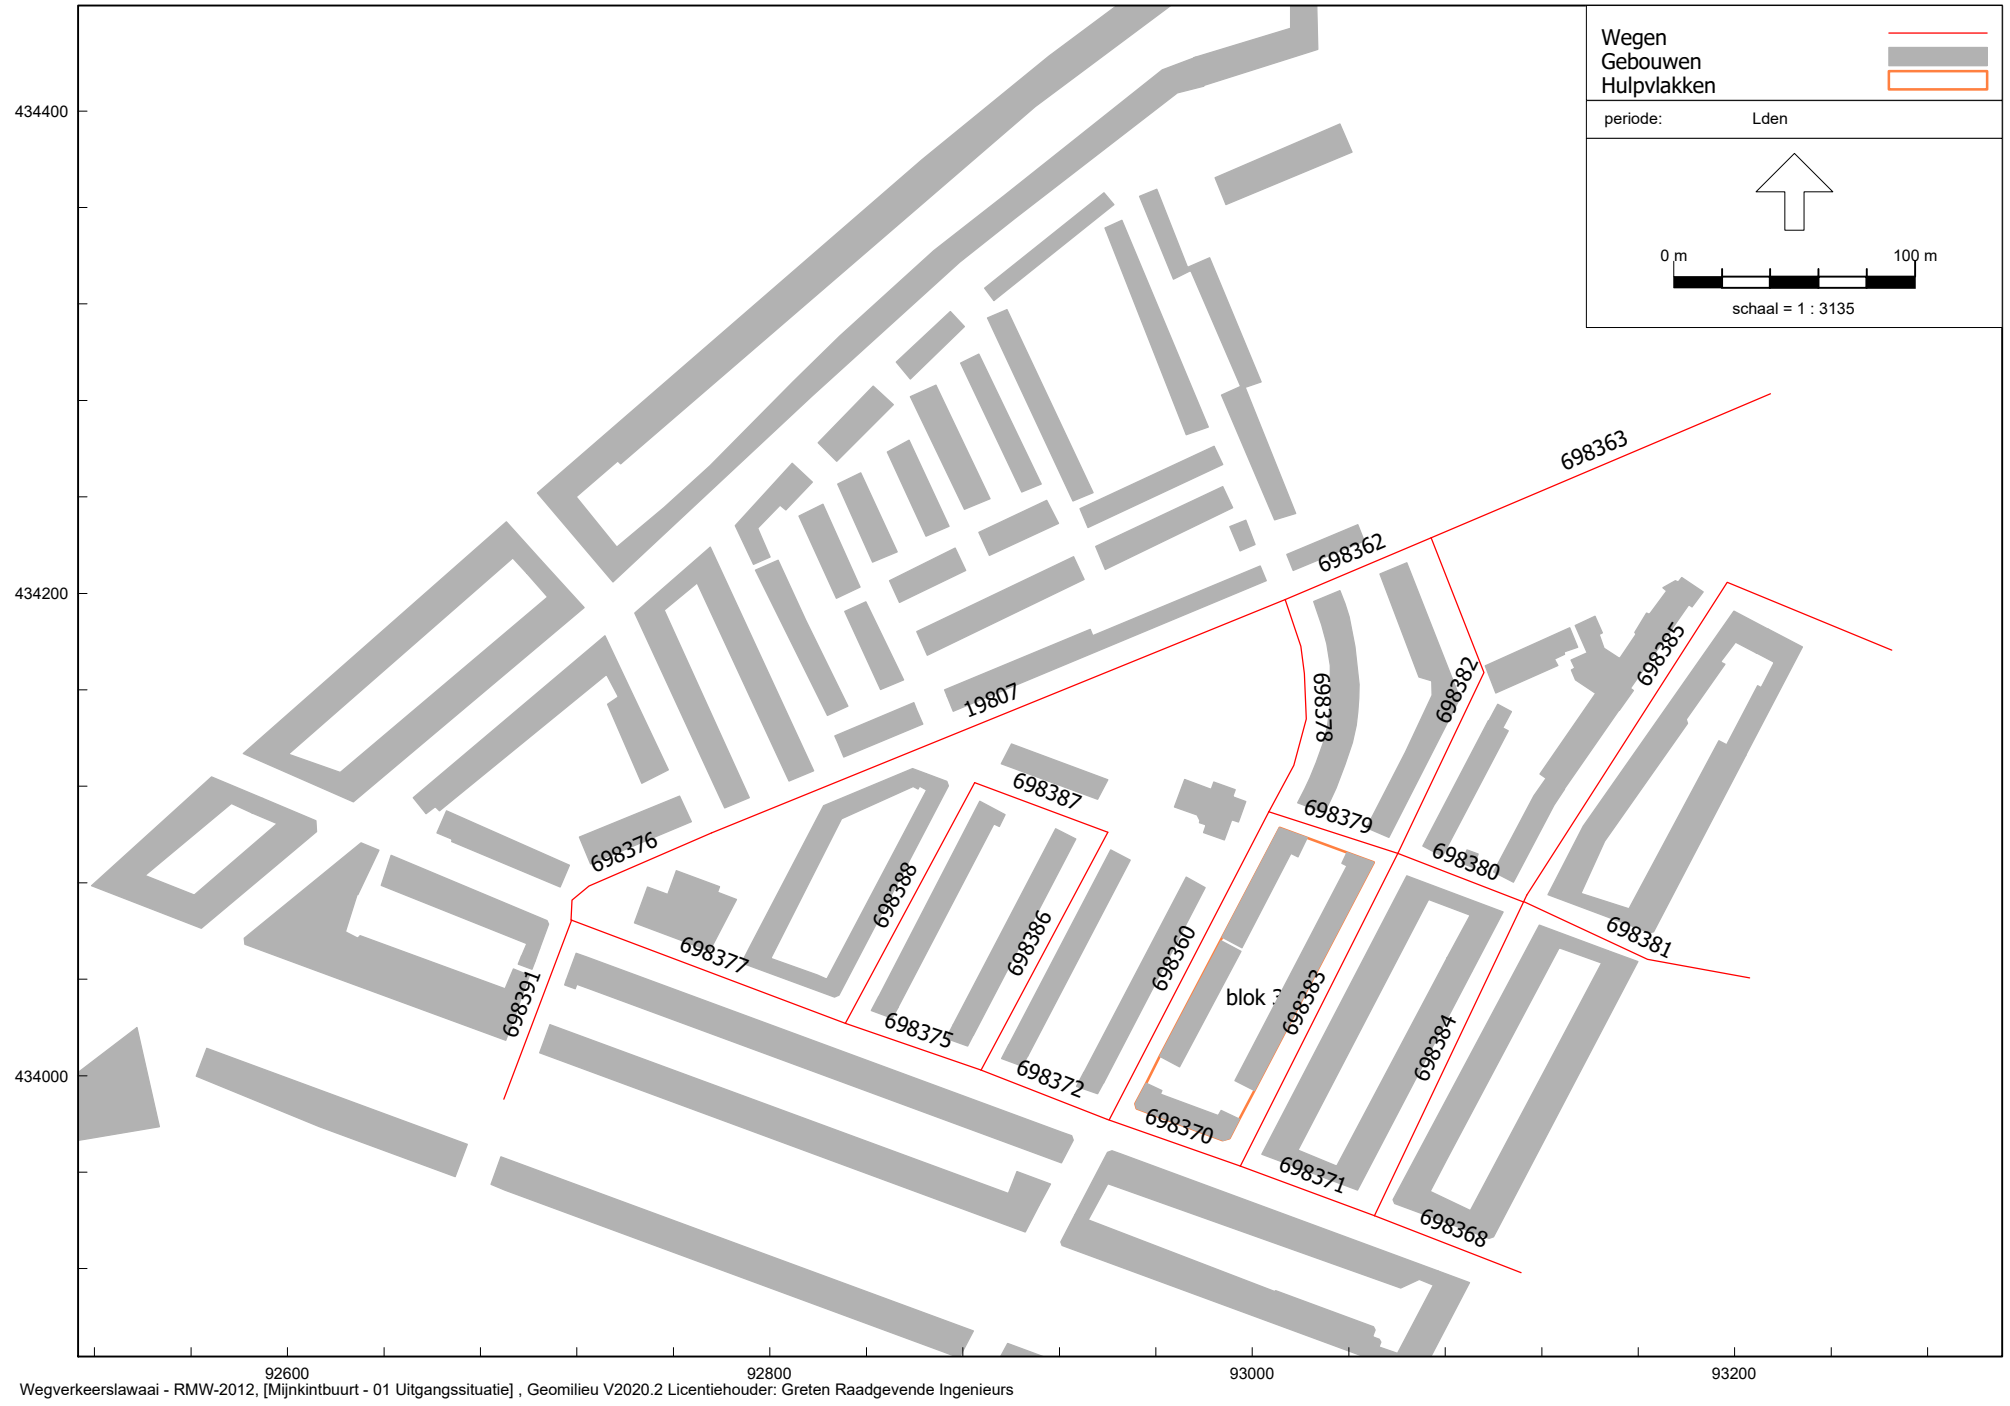 Wegen
Gebouwen
Hulpvlakken
periode: Lden
0 m 100 m
schaal = 1 : 3135
434400
434200
434000
698363
698362
698385
698382
19807
698378
698387
698379
698376
698380
698388
698381
698386
698377
698360
blok 3
698383
698391
698375
698384
698372
698370
698371
698368
92600 92800 93000 93200
Wegverkeerslawaai - RMW-2012, [Mijnkintbuurt - 01 Uitgangssituatie] , Geomilieu V2020.2 Licentiehouder: Greten Raadgevende Ingenieurs